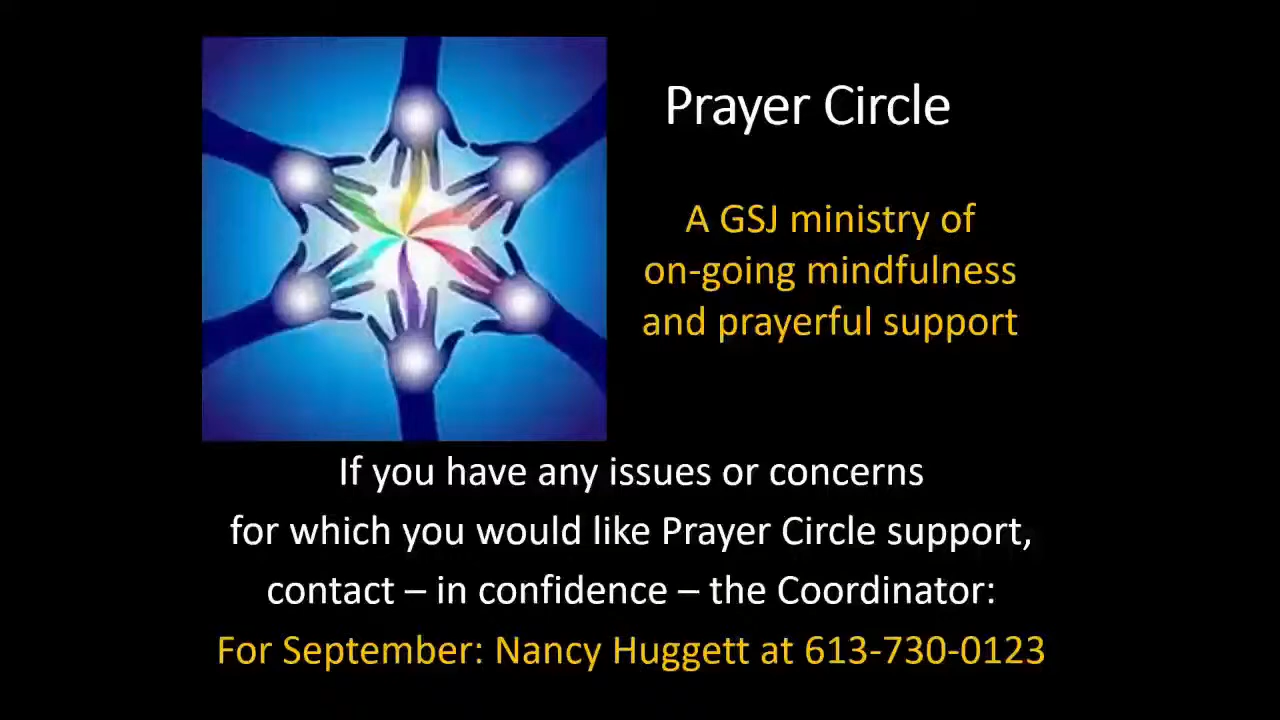 Prayer Circle
A GSJ ministry of
on-going mindfulness
and prayerful support
If you have any issues or concerns
for which you would like Prayer Circle support,
contact – in confidence – the Coordinator:
For September: Nancy Huggett at 613-730-0123